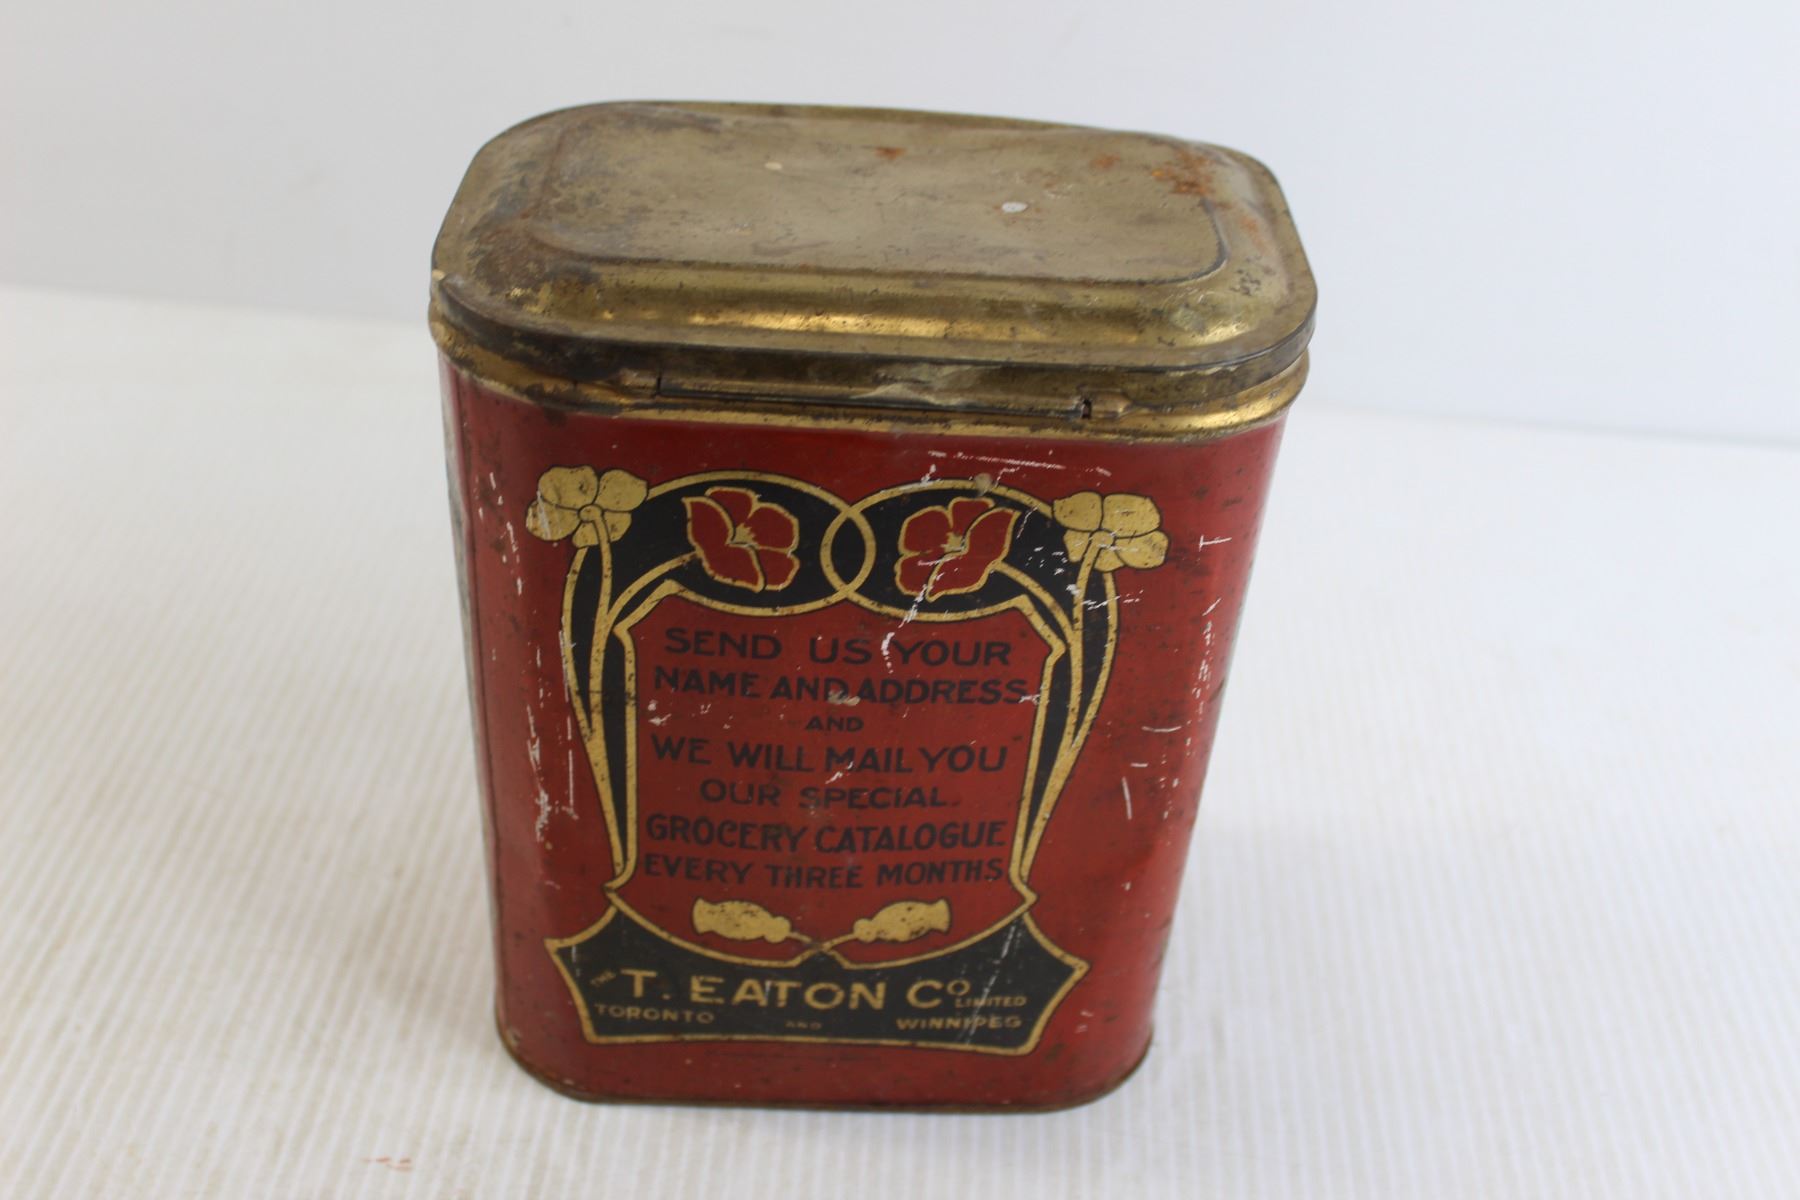 SEND US YOUR
NAME AND ADDRESS
AND
WE WILL MAIL YOU
OUR SPECIAL
GROCERY CATALOGUE
EVERY THREE MONTHS
THE T. EATON CO LIMITED
TORONTO AND WINNIPEG